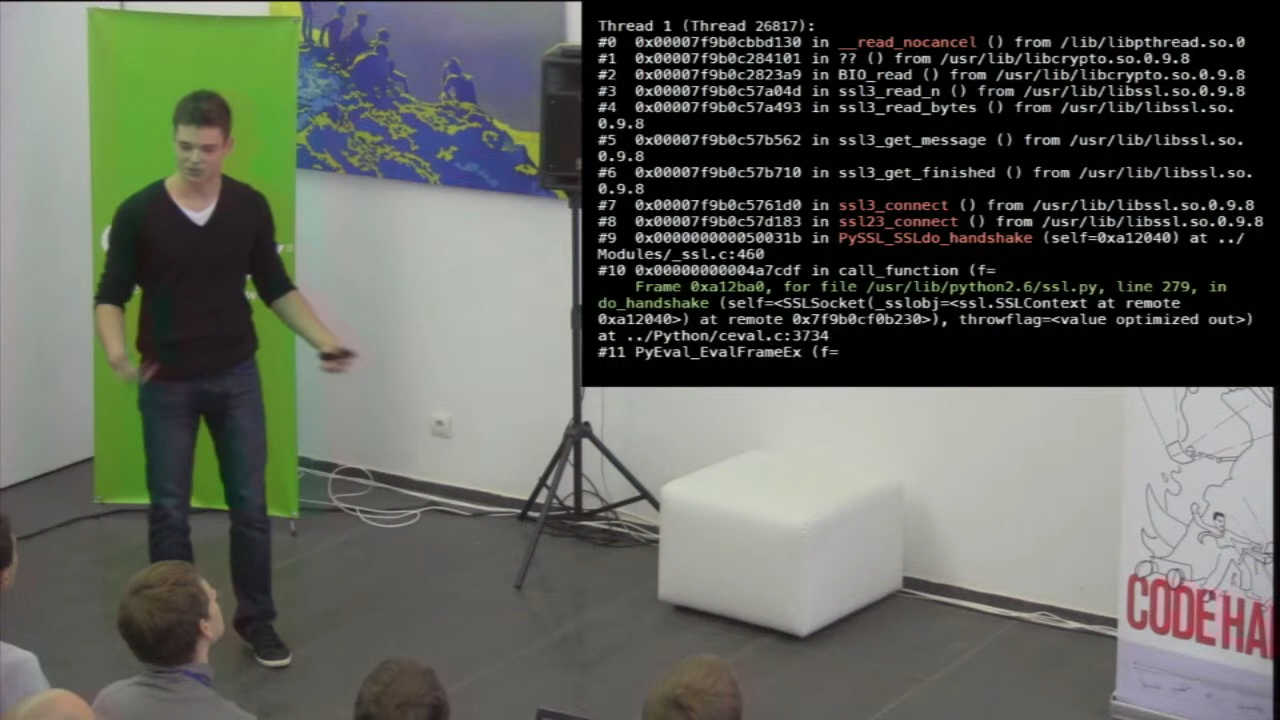 Thread 1 (Thread 26817):
#0  0x00007f9b0cbbd130 in __read_nocancel () from /lib/libpthread.so.0
#1  0x00007f9b0c284101 in ?? () from /usr/lib/libcrypto.so.0.9.8
#2  0x00007f9b0c2823a9 in BIO_read () from /usr/lib/libcrypto.so.0.9.8
#3  0x00007f9b0c57a04d in ssl3_read_n () from /usr/lib/libssl.so.0.9.8
#4  0x00007f9b0c57a493 in ssl3_read_bytes () from /usr/lib/libssl.so.
0.9.8
#5  0x00007f9b0c57b562 in ssl3_get_message () from /usr/lib/libssl.so.
0.9.8
#6  0x00007f9b0c57b710 in ssl3_get_finished () from /usr/lib/libssl.so.
0.9.8
#7  0x00007f9b0c5761d0 in ssl3_connect () from /usr/lib/libssl.so.0.9.8
#8  0x00007f9b0c57d183 in ssl23_connect () from /usr/lib/libssl.so.0.9.8
#9  0x000000000050031b in PySSL_SSLdo_handshake (self=0xa12040) at ../
Modules/_ssl.c:460
#10 0x00000000004a7cdf in call_function (f=
    Frame 0xa12ba0, for file /usr/lib/python2.6/ssl.py, line 279, in
do_handshake (self=<SSLSocket(_sslobj=<ssl.SSLContext at remote
0xa12040>) at remote 0x7f9b0cf0b230>), throwflag=<value optimized out>)
at ../Python/ceval.c:3734
#11 PyEval_EvalFrameEx (f=
CODE HA